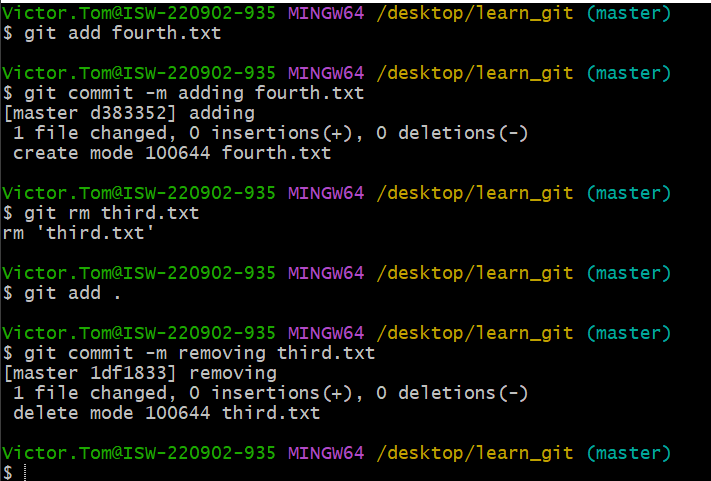 Victor.Tom@ISW-220902-935 MINGW64 /desktop/learn_git (master)
$ git add fourth.txt
Victor.Tom@ISW-220902-935 MINGW64 /desktop/learn_git (master)
$ git commit -m adding fourth.txt
[master d383352] adding
 1 file changed, 0 insertions(+), 0 deletions(-)
 create mode 100644 fourth.txt
Victor.Tom@ISW-220902-935 MINGW64 /desktop/learn_git (master)
$ git rm third.txt
rm 'third.txt'
Victor.Tom@ISW-220902-935 MINGW64 /desktop/learn_git (master)
$ git add .
Victor.Tom@ISW-220902-935 MINGW64 /desktop/learn_git (master)
$ git commit -m removing third.txt
[master 1df1833] removing
 1 file changed, 0 insertions(+), 0 deletions(-)
 delete mode 100644 third.txt
Victor.Tom@ISW-220902-935 MINGW64 /desktop/learn_git (master)
$